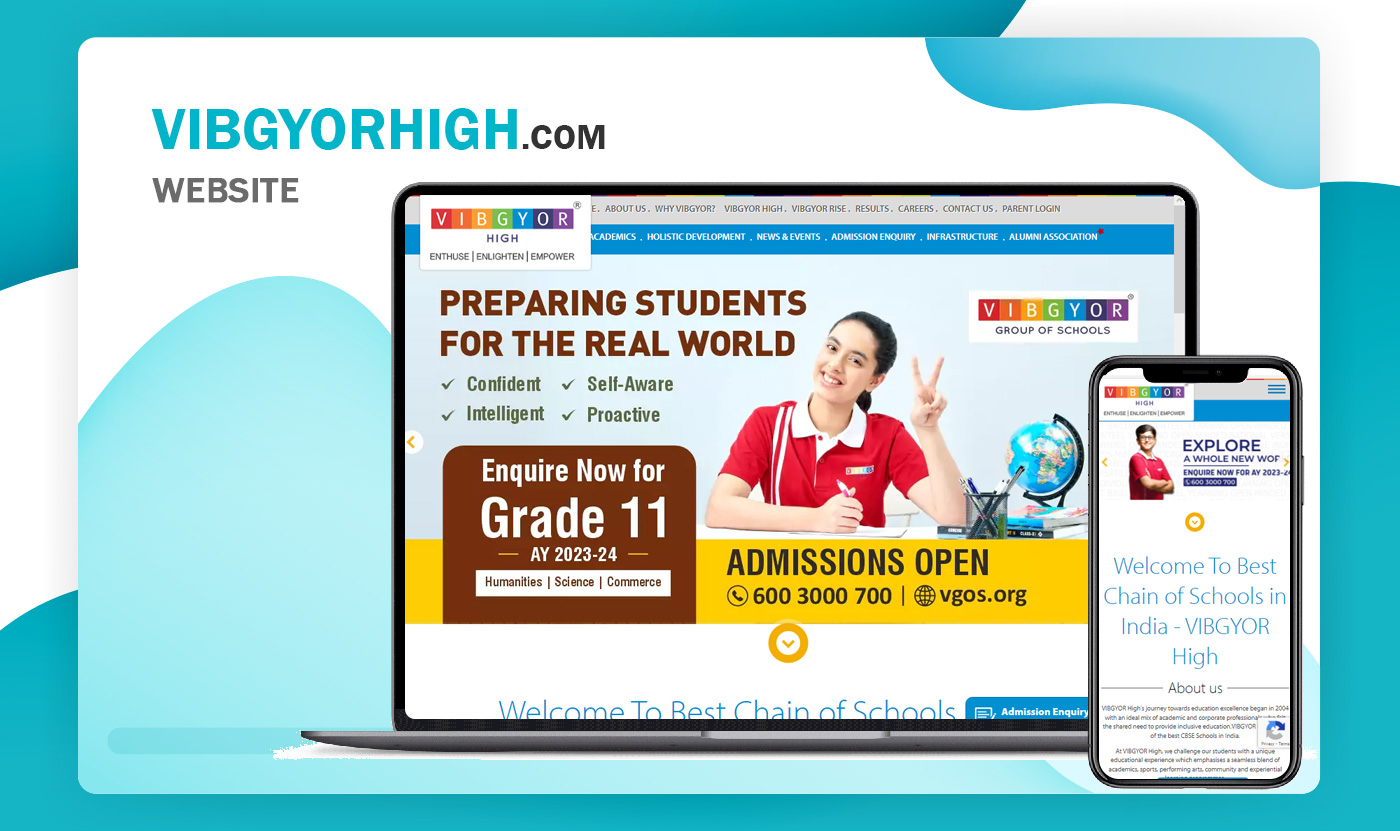 VIBGYORHIGH.COM
WEBSITE
VIBGYOR®
HIGH
ENTHUSE | ENLIGHTEN | EMPOWER
ABOUT US . WHY VIBGYOR? VIBGYOR HIGH . VIBGYOR RISE . RESULTS . CAREERS . CONTACT US . PARENT LOGIN
ACADEMICS . HOLISTIC DEVELOPMENT . NEWS & EVENTS . ADMISSION ENQUIRY . INFRASTRUCTURE . ALUMNI ASSOCIATION
PREPARING STUDENTS
FOR THE REAL WORLD
✓ Confident ✓ Self-Aware
✓ Intelligent ✓ Proactive
VIBGYOR®
GROUP OF SCHOOLS
Enquire Now for
Grade 11
AY 2023-24
Humanities | Science | Commerce
ADMISSIONS OPEN
600 3000 700 | vgos.org
Welcome To Best Chain of Schools
Admission Enquiry
VIBGYOR
HIGH
ENTHUSE | ENLIGHTEN | EMPOWER
EXPLORE
A WHOLE NEW WOR
ENQUIRE NOW FOR AY 2023-24
600 3000 700
Welcome To Best
Chain of Schools in
India - VIBGYOR
High
About us
VIBGYOR High's journey towards education excellence began in 2004
with an ideal mix of academic and corporate professional
the shared need to provide inclusive education.VIBGYOR
of the best CBSE Schools in India.
Privacy - Terms
At VIBGYOR High, we challenge our students with a unique
educational experience which emphasises a seamless blend of
academics, sports, performing arts, community and experiential